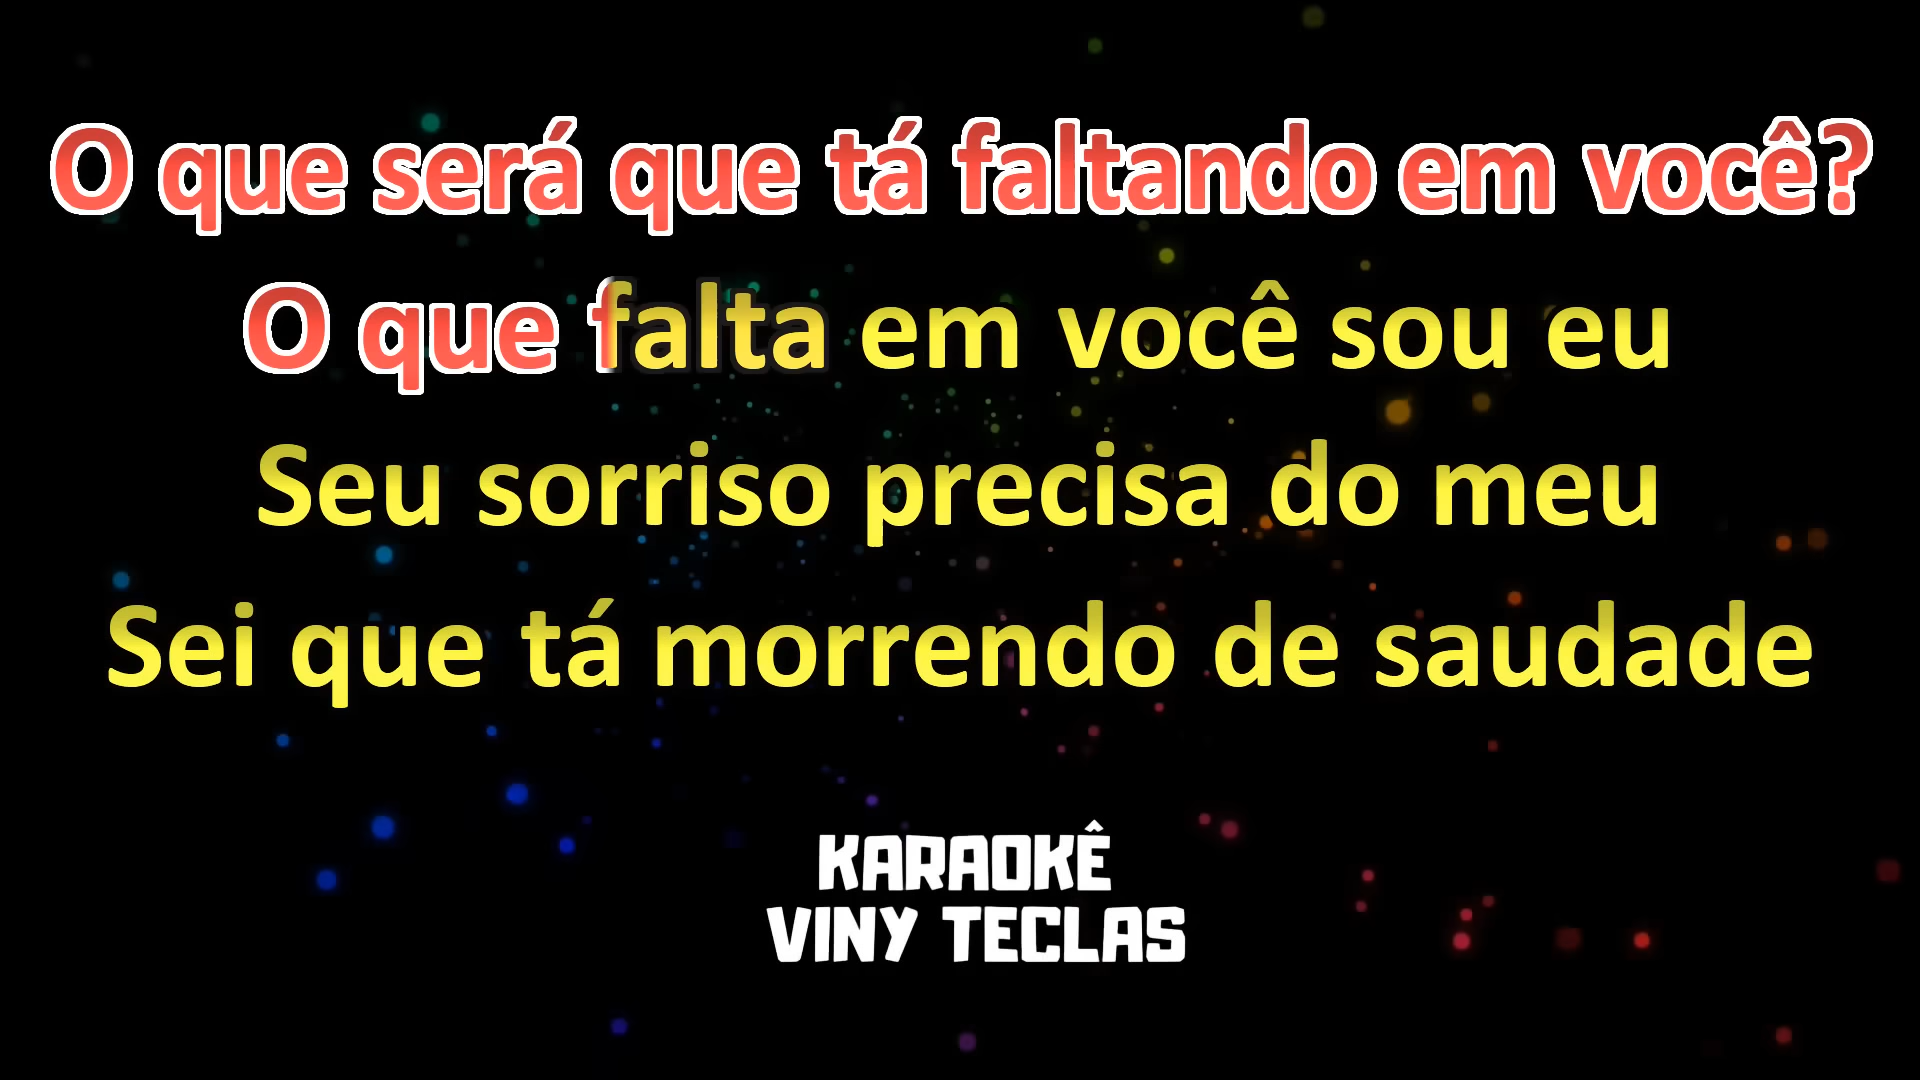 O que será que tá faltando em você?
O que falta em você sou eu
Seu sorriso precisa do meu
Sei que tá morrendo de saudade
KARAOKÊ
VINY TECLAS